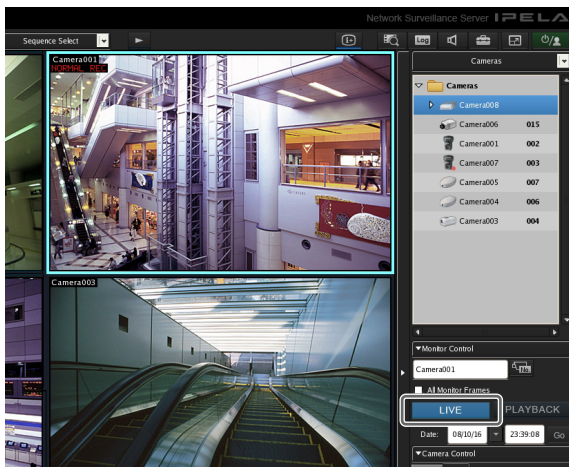 Network Surveillance Server IPELA
Sequence Select
Log
Camera001
NORMAL REC
Cameras
Cameras
Camera008
Camera006 015
Camera001 002
Camera007 003
Camera005 007
Camera004 006
Camera003 004
Camera003
Monitor Control
Camera001
All Monitor Frames
LIVE PLAYBACK
Date: 08/10/16 23:39:08 Go
Camera Control